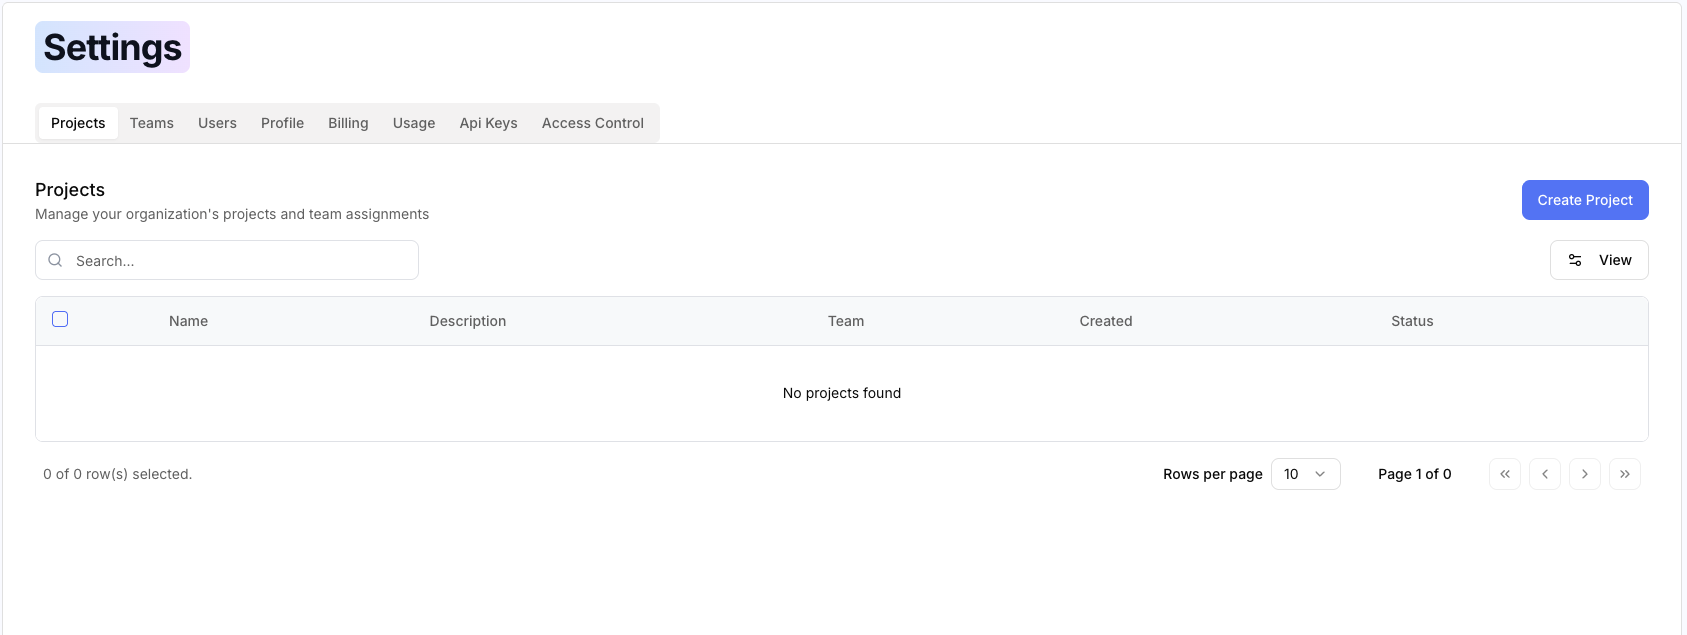 Settings
Projects Teams Users Profile Billing Usage Api Keys Access Control
Projects
Manage your organization's projects and team assignments
Create Project
Search...
View
Name Description Team Created Status
No projects found
0 of 0 row(s) selected.
Rows per page 10 Page 1 of 0